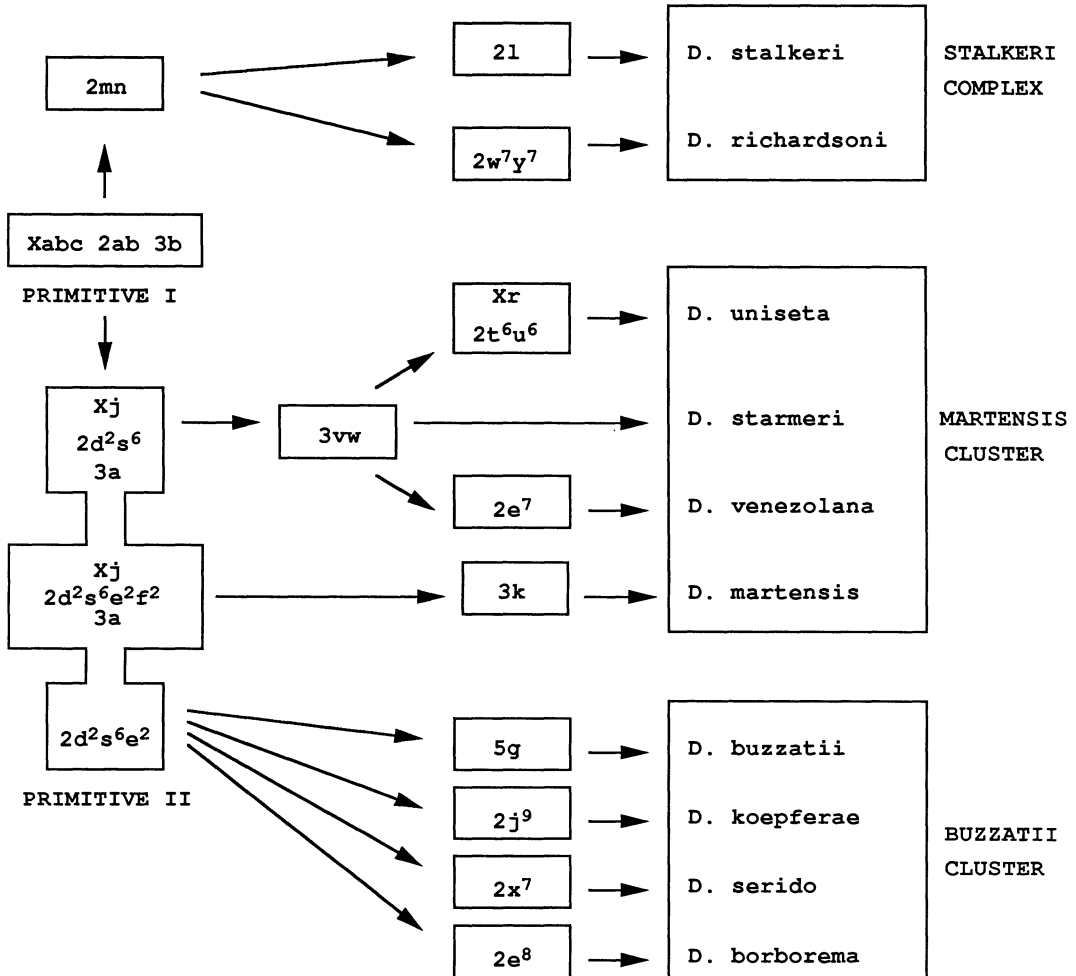 2l
D. stalkeri
STALKERI
COMPLEX
2mn
2w⁷y⁷
D. richardsoni
Xabc 2ab 3b
PRIMITIVE I
Xr
2t⁶u⁶
D. uniseta
Xj
2d²s⁶
3a
3vw
D. starmeri
MARTENSIS
CLUSTER
2e⁷
D. venezolana
Xj
2d²s⁶e²f²
3a
3k
D. martensis
2d²s⁶e²
PRIMITIVE II
5g
D. buzzatii
2j⁹
D. koepferae
BUZZATII
CLUSTER
2x⁷
D. serido
2e⁸
D. borborema